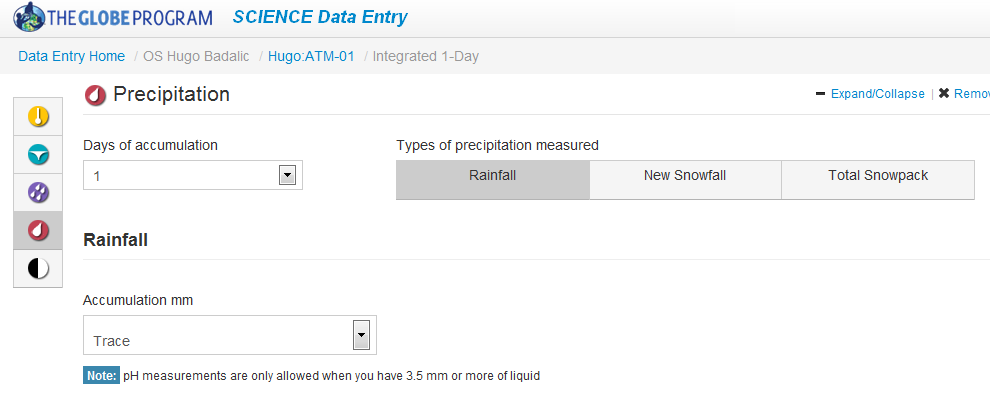 THE GLOBE PROGRAM SCIENCE Data Entry
Data Entry Home / OS Hugo Badalic / Hugo:ATM-01 / Integrated 1-Day
Precipitation Expand/Collapse | Remov
Days of accumulation Types of precipitation measured
1 Rainfall New Snowfall Total Snowpack
Rainfall
Accumulation mm
Trace
Note: pH measurements are only allowed when you have 3.5 mm or more of liquid